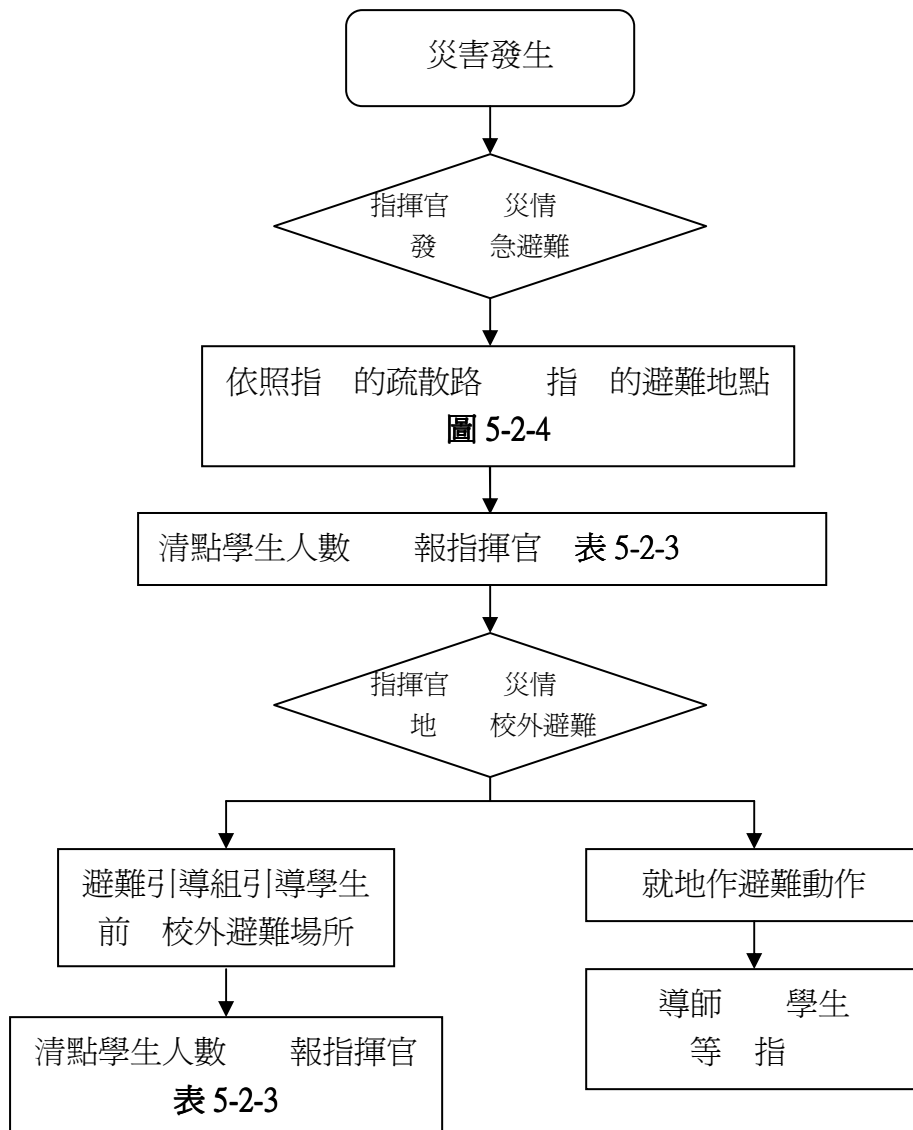 災害發生
指揮官 災情
發 急避難
依照指 的疏散路 指 的避難地點
圖 5-2-4
清點學生人數 報指揮官 表 5-2-3
指揮官 災情
地 校外避難
避難引導組引導學生
前 校外避難場所
清點學生人數 報指揮官
表 5-2-3
就地作避難動作
導師 學生
等 指